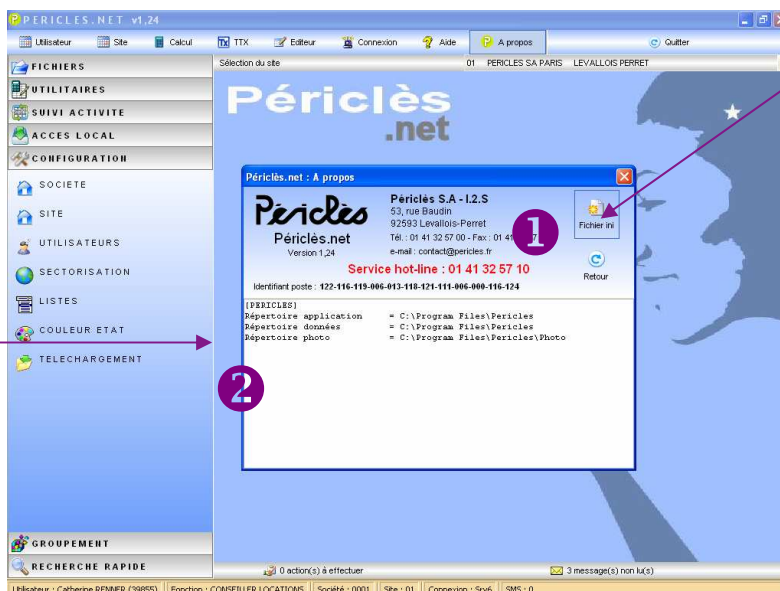 PERICLES.NET v1,24
Utilisateur Site Calcul TTX Editeur Connexion Aide A propos Quitter
FICHIERS
UTILITAIRES
SUIVI ACTIVITE
ACCES LOCAL
CONFIGURATION
SOCIETE
SITE
UTILISATEURS
SECTORISATION
LISTES
COULEUR ETAT
TELECHARGEMENT
GROUPEMENT
RECHERCHE RAPIDE
Sélection du site 01 PERICLES SA PARIS LEVALLOIS PERRET
Périclès
.net
Périclès.net : A propos
Périclès
Périclès.net
Version 1,24
Périclès S.A - I.2.S
53, rue Baudin
92593 Levallois-Perret
Tél. : 01 41 32 57 00 - Fax : 01 41
e-mail : contact@pericles.fr
Service hot-line : 01 41 32 57 10
Identifiant poste : 122-116-119-006-013-118-121-111-006-000-116-124
1
Fichier ini
Retour
[PERICLES]
Répertoire application = C:\Program Files\Pericles
Répertoire données = C:\Program Files\Pericles
Répertoire photo = C:\Program Files\Pericles\Photo
2
0 action(s) à effectuer 3 message(s) non lu(s)
Utilisateur : Catherine RENNER (39855) Fonction : CONSEILLER LOCATIONS Société : 0001 Site : 01 Connexion : Srv6 SMS : 0